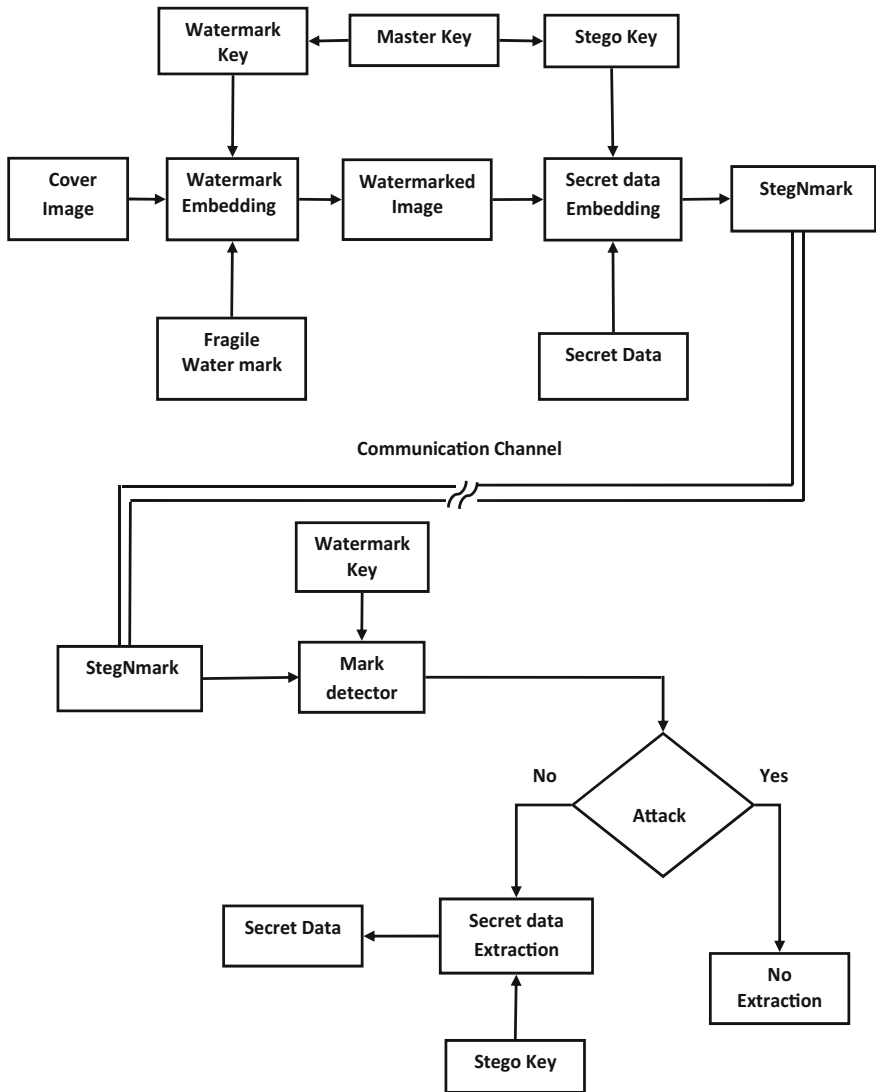 Watermark
Key
Master Key
Stego Key
Cover
Image
Watermark
Embedding
Watermarked
Image
Secret data
Embedding
StegNmark
Fragile
Water mark
Secret Data
Communication Channel
Watermark
Key
StegNmark
Mark
detector
No
Yes
Attack
Secret Data
Secret data
Extraction
No
Extraction
Stego Key